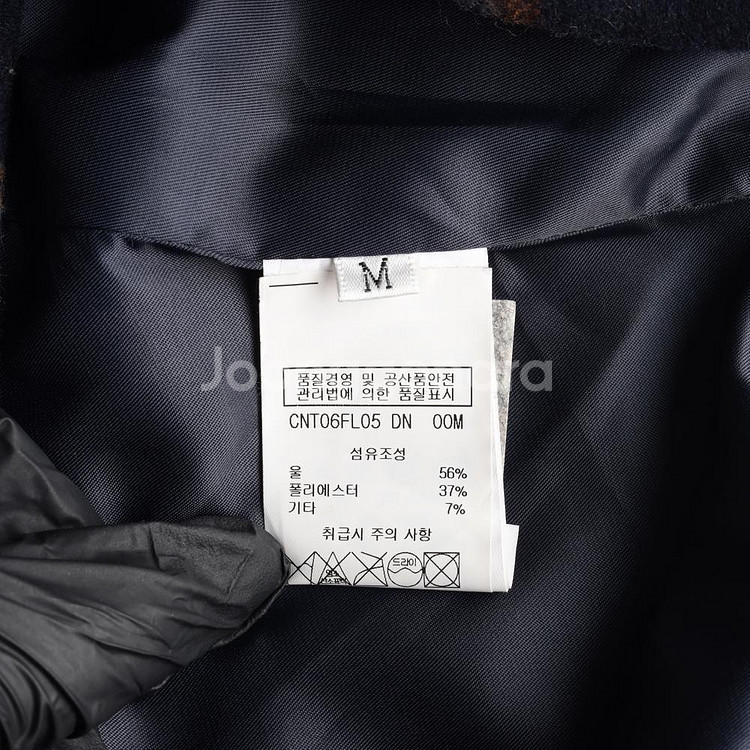 M
품질경영 및 공산품안전
관리법에 의한 품질표시
CNT06FL05 DN 00M
섬유조성
울 56%
폴리에스터 37%
기타 7%
취급시 주의 사항
드라이